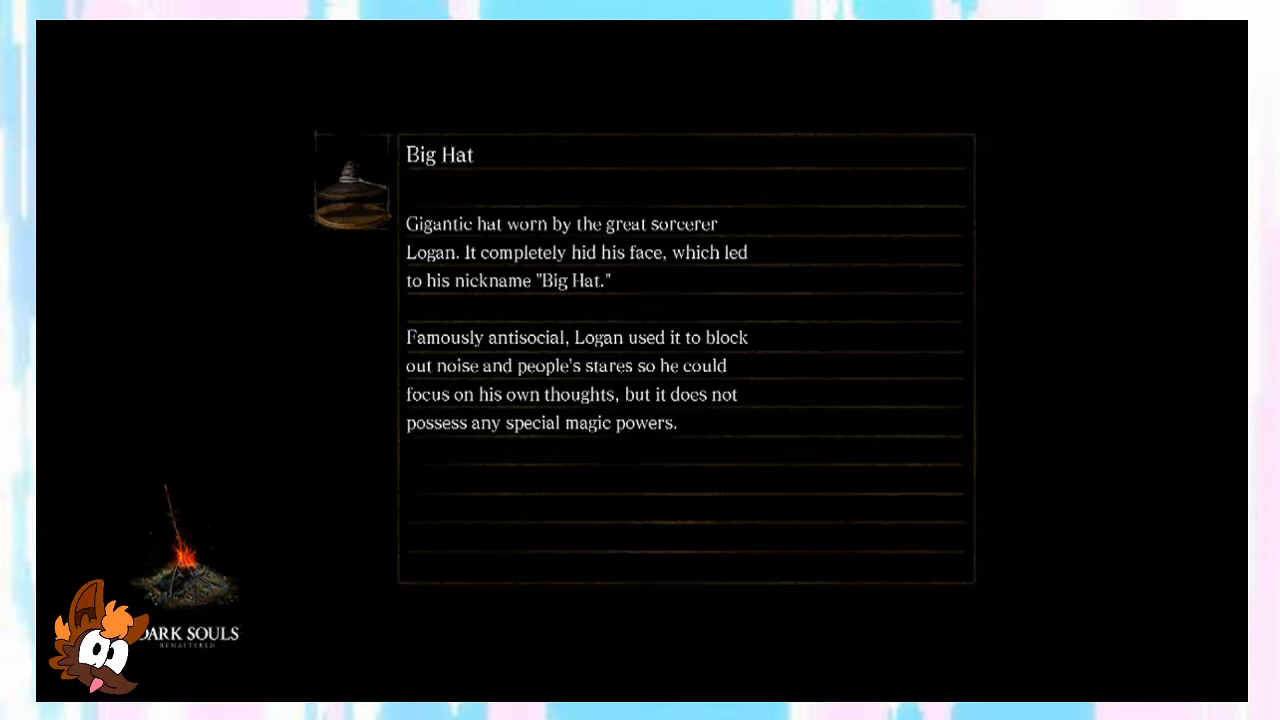 Big Hat
Gigantic hat worn by the great sorcerer
Logan. It completely hid his face, which led
to his nickname "Big Hat."
Famously antisocial, Logan used it to block
out noise and people's stares so he could
focus on his own thoughts, but it does not
possess any special magic powers.
DARK SOULS
REMASTERED